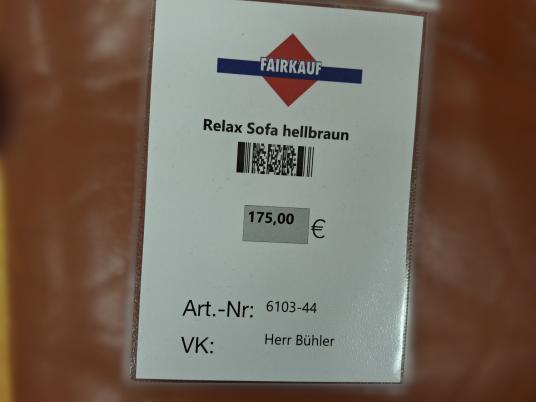 FAIRKAUF
Relax Sofa hellbraun
175,00 €
Art.-Nr: 6103-44
VK: Herr Bühler